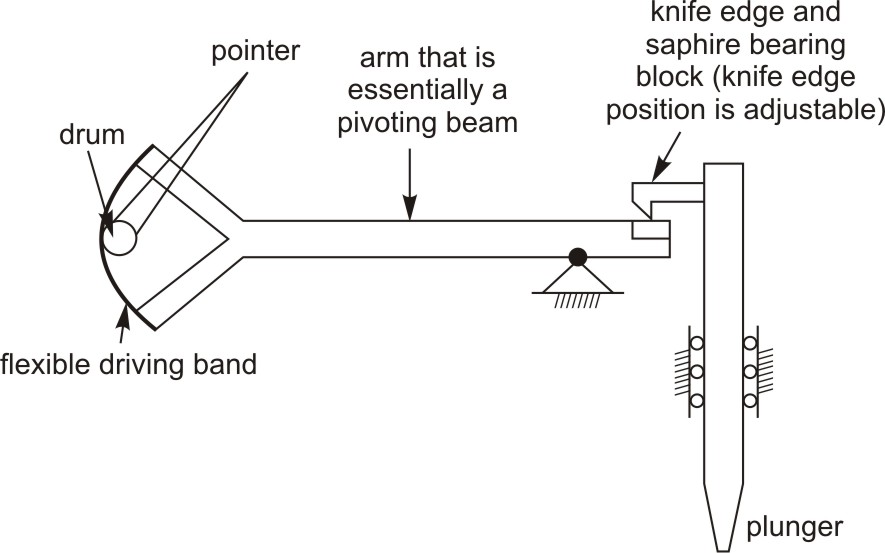 knife edge and
saphire bearing
block (knife edge
position is adjustable)
pointer
arm that is
essentially a
pivoting beam
drum
flexible driving band
plunger